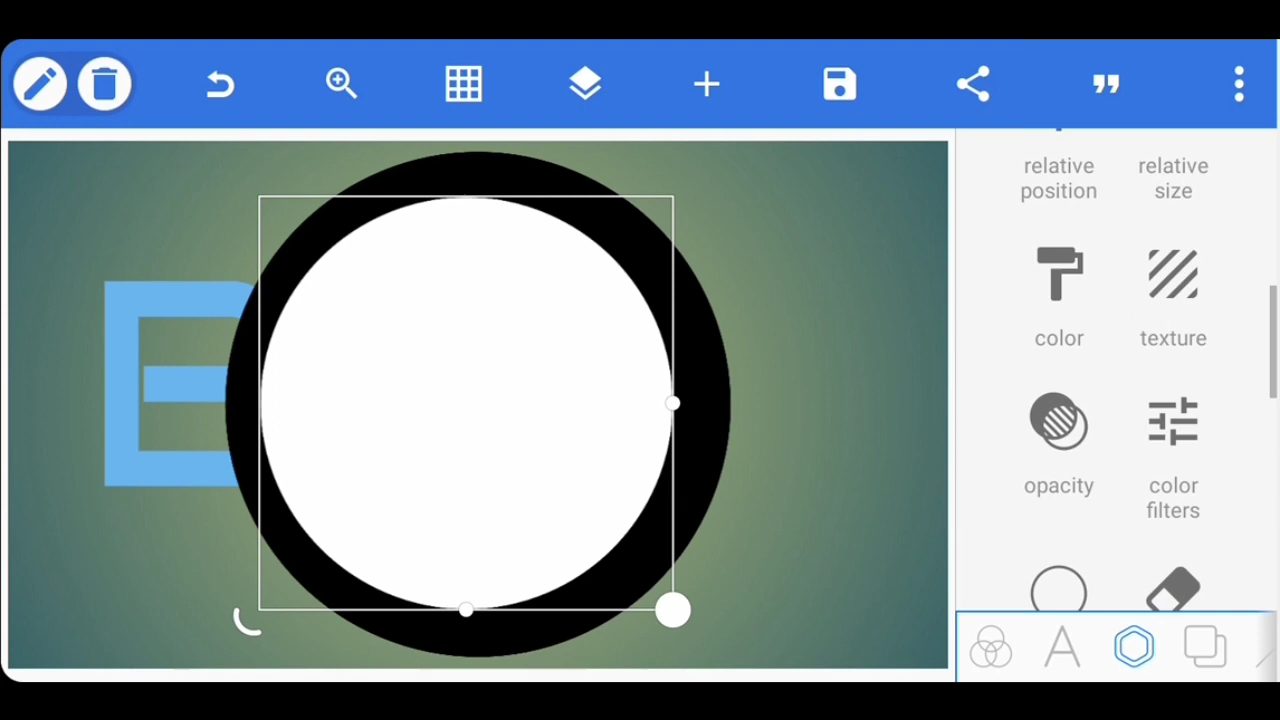 relative position
relative size
color
texture
opacity
color filters